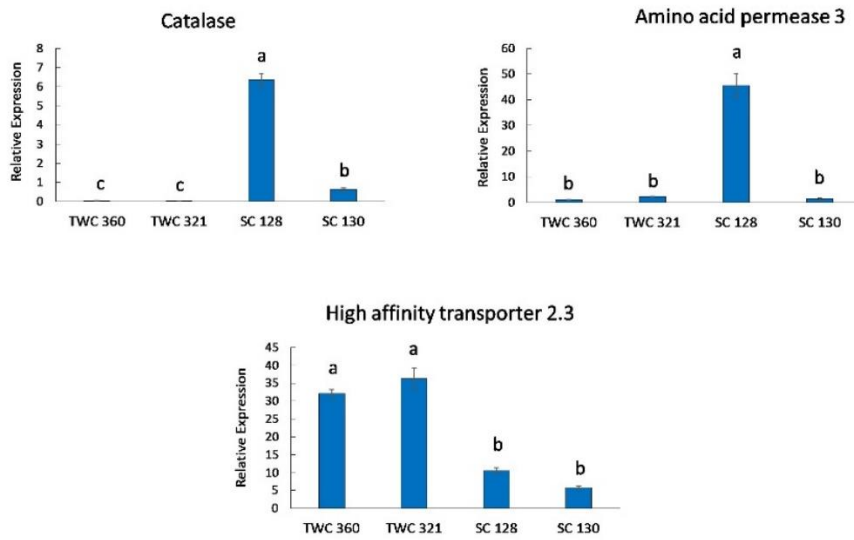 Catalase
Relative Expression
8
7
6
5
4
3
2
1
0
c
c
a
b
TWC 360 TWC 321 SC 128 SC 130
Amino acid permease 3
Relative Expression
60
50
40
30
20
10
0
b
b
a
b
TWC 360 TWC 321 SC 128 SC 130
High affinity transporter 2.3
Relative Expression
45
40
35
30
25
20
15
10
5
0
a
a
b
b
TWC 360 TWC 321 SC 128 SC 130